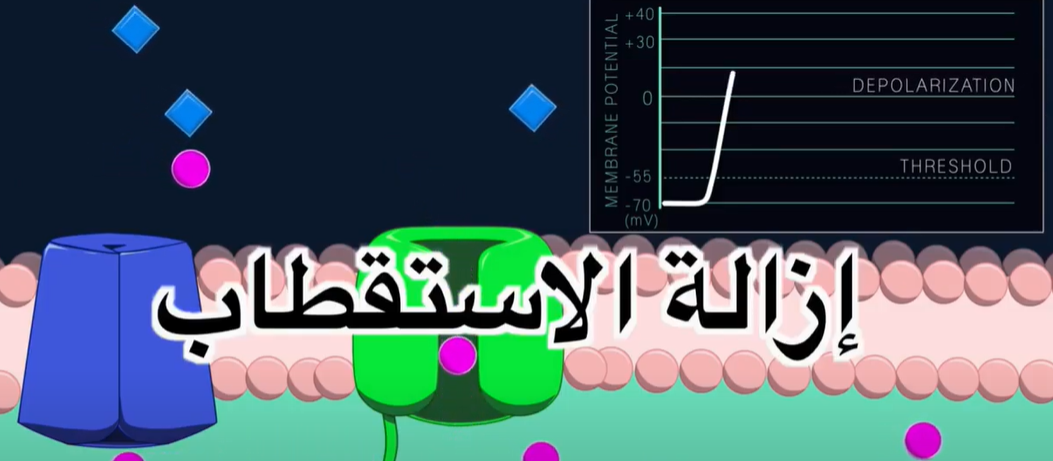 +40
+30
0
-55
-70
(mV)
MEMBRANE POTENTIAL
DEPOLARIZATION
THRESHOLD
إزالة الاستقطاب